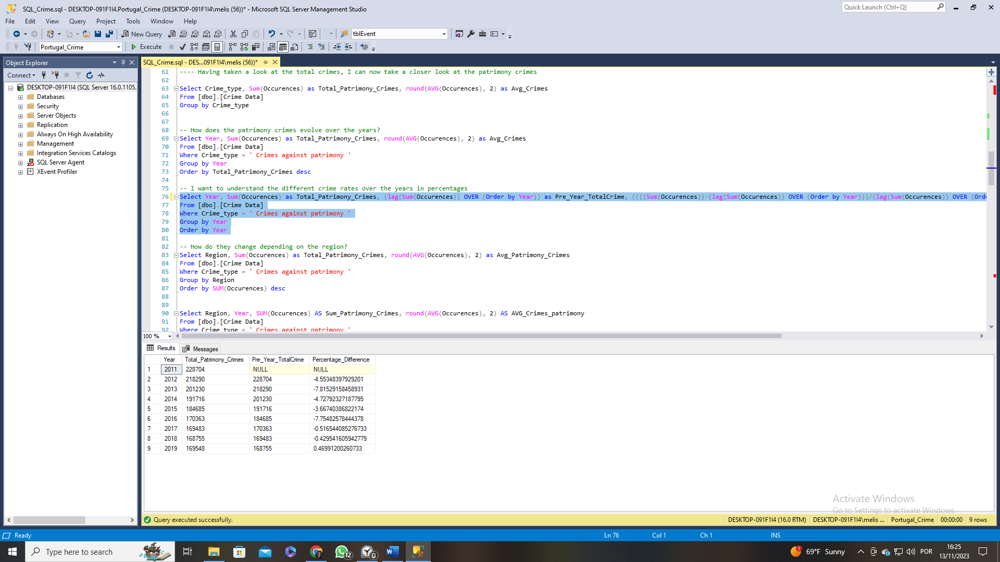 SQL_Crime.sql - DESKTOP-091F1I4.Portugal_Crime (DESKTOP-091F1I4\melis (56))* - Microsoft SQL Server Management Studio
Quick Launch (Ctrl+Q)
File Edit View Query Project Tools Window Help
New Query MDX DMX XMLA DAX tblEvent
Portugal_Crime Execute
Object Explorer
Connect
DESKTOP-091F1I4 (SQL Server 16.0.1105.
Databases
Security
Server Objects
Replication
Always On High Availability
Management
Integration Services Catalogs
SQL Server Agent
XEvent Profiler
SQL_Crime.sql - DES...091F1I4\melis (56))*
61 ---- Having taken a look at the total crimes, I can now take a closer look at the patrimony crimes
62
63 Select Crime_type, Sum(Occurences) as Total_Patrimony_Crimes, round(AVG(Occurences), 2) as Avg_Crimes
64 From [dbo].[Crime Data]
65 Group by Crime_type
66
67
68 -- How does the patrimony crimes evolve over the years?
69 Select Year, Sum(Occurences) as Total_Patrimony_Crimes, round(AVG(Occurences), 2) as Avg_Crimes
70 From [dbo].[Crime Data]
71 Where Crime_type = ' Crimes against patrimony '
72 Group by Year
73 Order by Total_Patrimony_Crimes desc
74
75 -- I want to understand the different crime rates over the years in percentages
76 Select Year, Sum(Occurences) as Total_Patrimony_Crimes, (lag(Sum(Occurences)) OVER (Order by Year)) as Pre_Year_TotalCrime, ((((Sum(Occurences))-(lag(Sum(Occurences)) OVER (Order by Year)))/(lag(Sum(Occurences)) OVER (Ord
77 From [dbo].[Crime Data]
78 Where Crime_type = ' Crimes against patrimony '
79 Group by Year
80 Order by Year
81
82 -- How do they change depending on the region?
83 Select Region, Sum(Occurences) as Total_Patrimony_Crimes, round(AVG(Occurences), 2) as Avg_Patrimony_Crimes
84 From [dbo].[Crime Data]
85 Where Crime_type = ' Crimes against patrimony '
86 Group by Region
87 Order by SUM(Occurences) desc
88
89
90 Select Region, Year, SUM(Occurences) AS Sum_Patrimony_Crimes, round(AVG(Occurences), 2) AS AVG_Crimes_patrimony
91 From [dbo].[Crime Data]
92 Where Crime_type = ' Crimes against patrimony '
100 %
Results Messages
Year Total_Patrimony_Crimes Pre_Year_TotalCrime Percentage_Difference
1 2011 228704 NULL NULL
2 2012 218290 228704 -4.55348397929201
3 2013 201230 218290 -7.81529158458931
4 2014 191716 201230 -4.72792327187795
5 2015 184685 191716 -3.66740386822174
6 2016 170363 184685 -7.75482578444378
7 2017 169483 170363 -0.516544085276733
8 2018 168755 169483 -0.429541605942779
9 2019 169548 168755 0.46991200260733
Activate Windows
Go to Settings to activate Windows.
Query executed successfully. DESKTOP-091F1I4 (16.0 RTM) DESKTOP-091F1I4\melis ... Portugal_Crime 00:00:00 9 rows
Ready Ln 76 Col 1 Ch 1 INS
Type here to search 12 0 1 69°F Sunny POR 16:25
13/11/2023